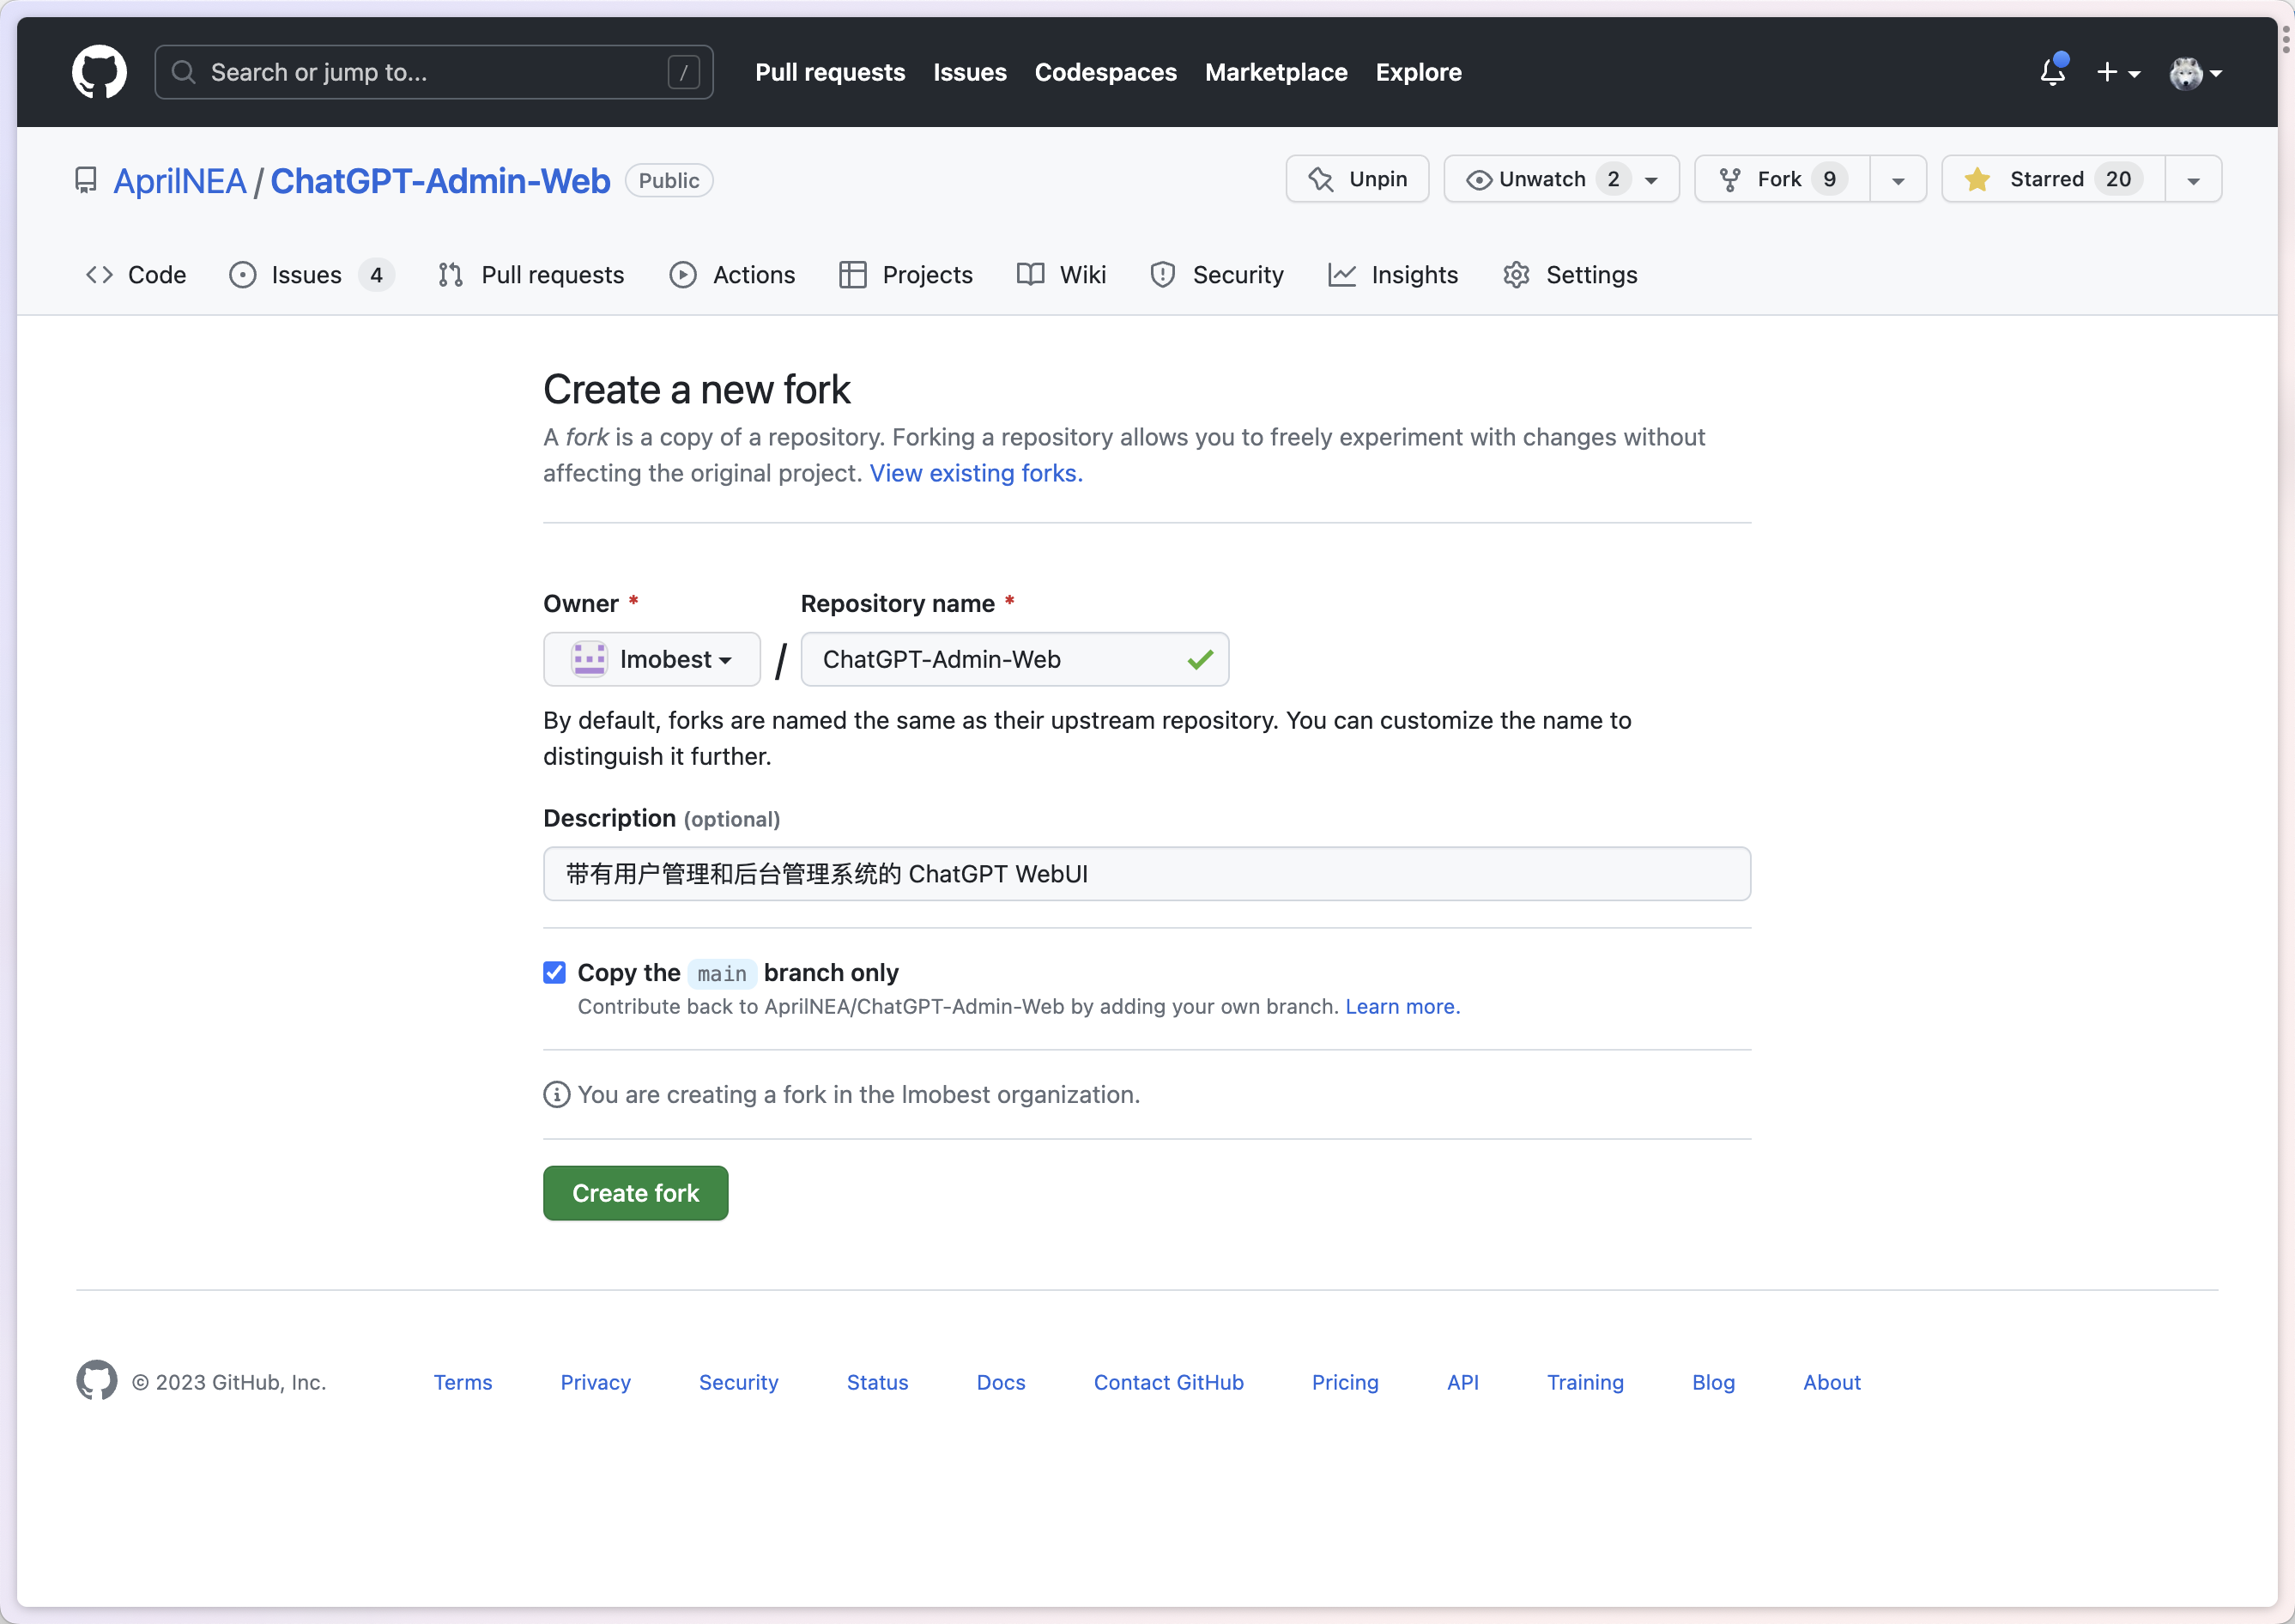 Search or jump to... / Pull requests Issues Codespaces Marketplace Explore
AprilNEA / ChatGPT-Admin-Web Public Unpin Unwatch 2 Fork 9 Starred 20
Code Issues 4 Pull requests Actions Projects Wiki Security Insights Settings
Create a new fork
A fork is a copy of a repository. Forking a repository allows you to freely experiment with changes without
affecting the original project. View existing forks.
Owner * Repository name *
lmobest / ChatGPT-Admin-Web
By default, forks are named the same as their upstream repository. You can customize the name to
distinguish it further.
Description (optional)
带有用户管理和后台管理系统的 ChatGPT WebUI
Copy the main branch only
Contribute back to AprilNEA/ChatGPT-Admin-Web by adding your own branch. Learn more.
You are creating a fork in the lmobest organization.
Create fork
© 2023 GitHub, Inc. Terms Privacy Security Status Docs Contact GitHub Pricing API Training Blog About